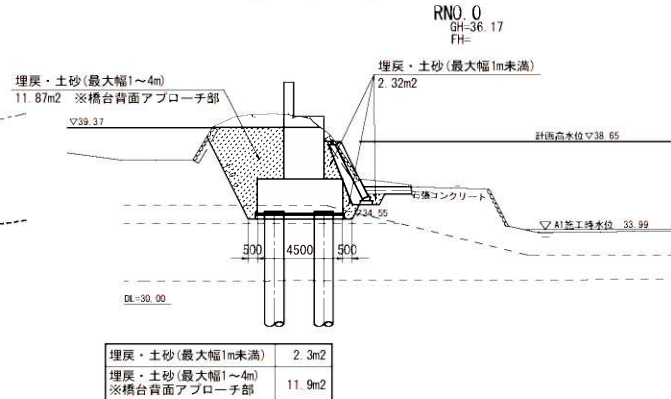 RNO.0
GH=36.17
FH=
埋戻・土砂(最大幅1～4m)
11.87m2 ※橋台背面アプローチ部
埋戻・土砂(最大幅1m未満)
2.32m2
▽39.37
計画高水位▽38.65
石張コンクリート
▽34.55
▽ A1施工時水位 33.99
500 4500 500
DL=30.00
埋戻・土砂(最大幅1m未満) 2.3m2
埋戻・土砂(最大幅1～4m)
※橋台背面アプローチ部 11.9m2